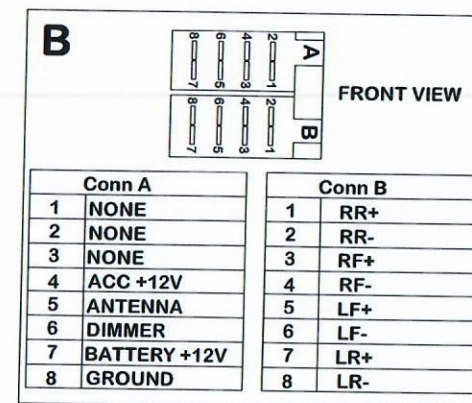 B
8 6 4 2
A
7 5 3 1
FRONT VIEW
8 6 4 2
B
7 5 3 1
Conn A
1 NONE
2 NONE
3 NONE
4 ACC +12V
5 ANTENNA
6 DIMMER
7 BATTERY +12V
8 GROUND
Conn B
1 RR+
2 RR-
3 RF+
4 RF-
5 LF+
6 LF-
7 LR+
8 LR-